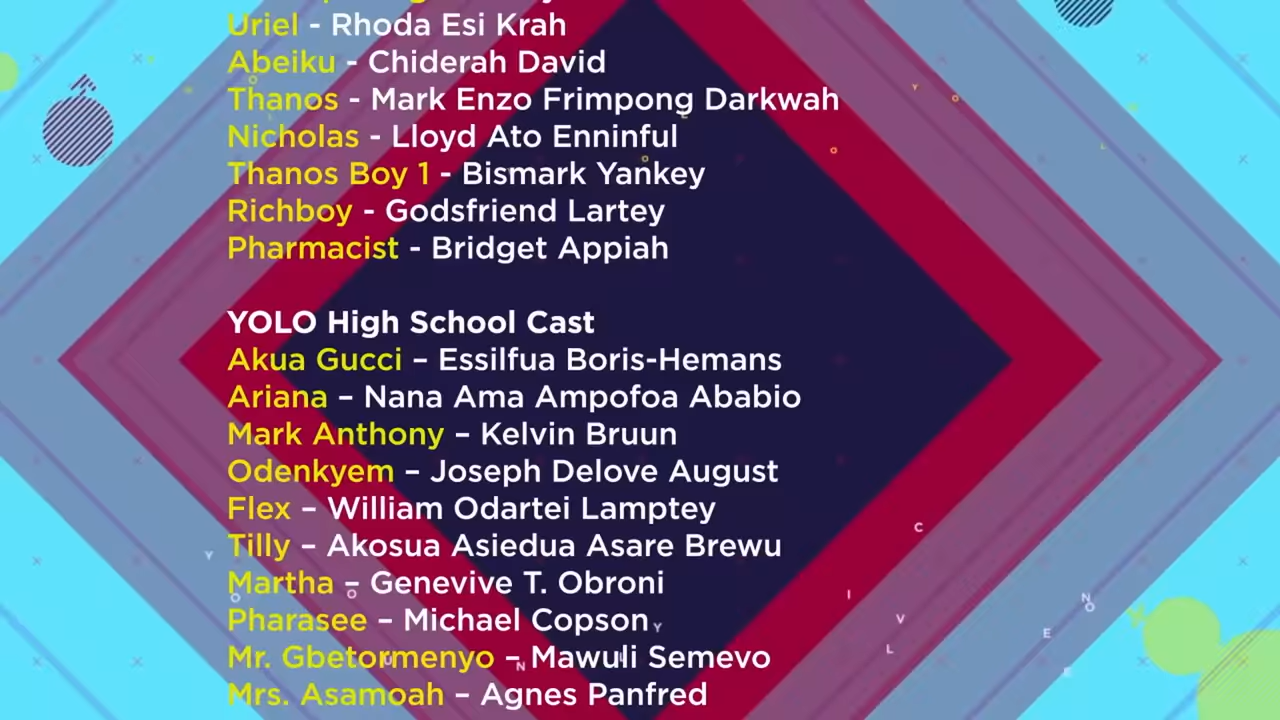 Uriel - Rhoda Esi Krah
Abeiku - Chiderah David
Thanos - Mark Enzo Frimpong Darkwah
Nicholas - Lloyd Ato Enninful
Thanos Boy 1 - Bismark Yankey
Richboy - Godsfriend Lartey
Pharmacist - Bridget Appiah
YOLO High School Cast
Akua Gucci – Essilfua Boris-Hemans
Ariana – Nana Ama Ampofoa Ababio
Mark Anthony – Kelvin Bruun
Odenkyem – Joseph Delove August
Flex – William Odartei Lamptey
Tilly – Akosua Asiedua Asare Brewu
Martha – Genevive T. Obroni
Pharasee – Michael Copson
Mr. Gbetormenyo – Mawuli Semevo
Mrs. Asamoah – Agnes Panfred